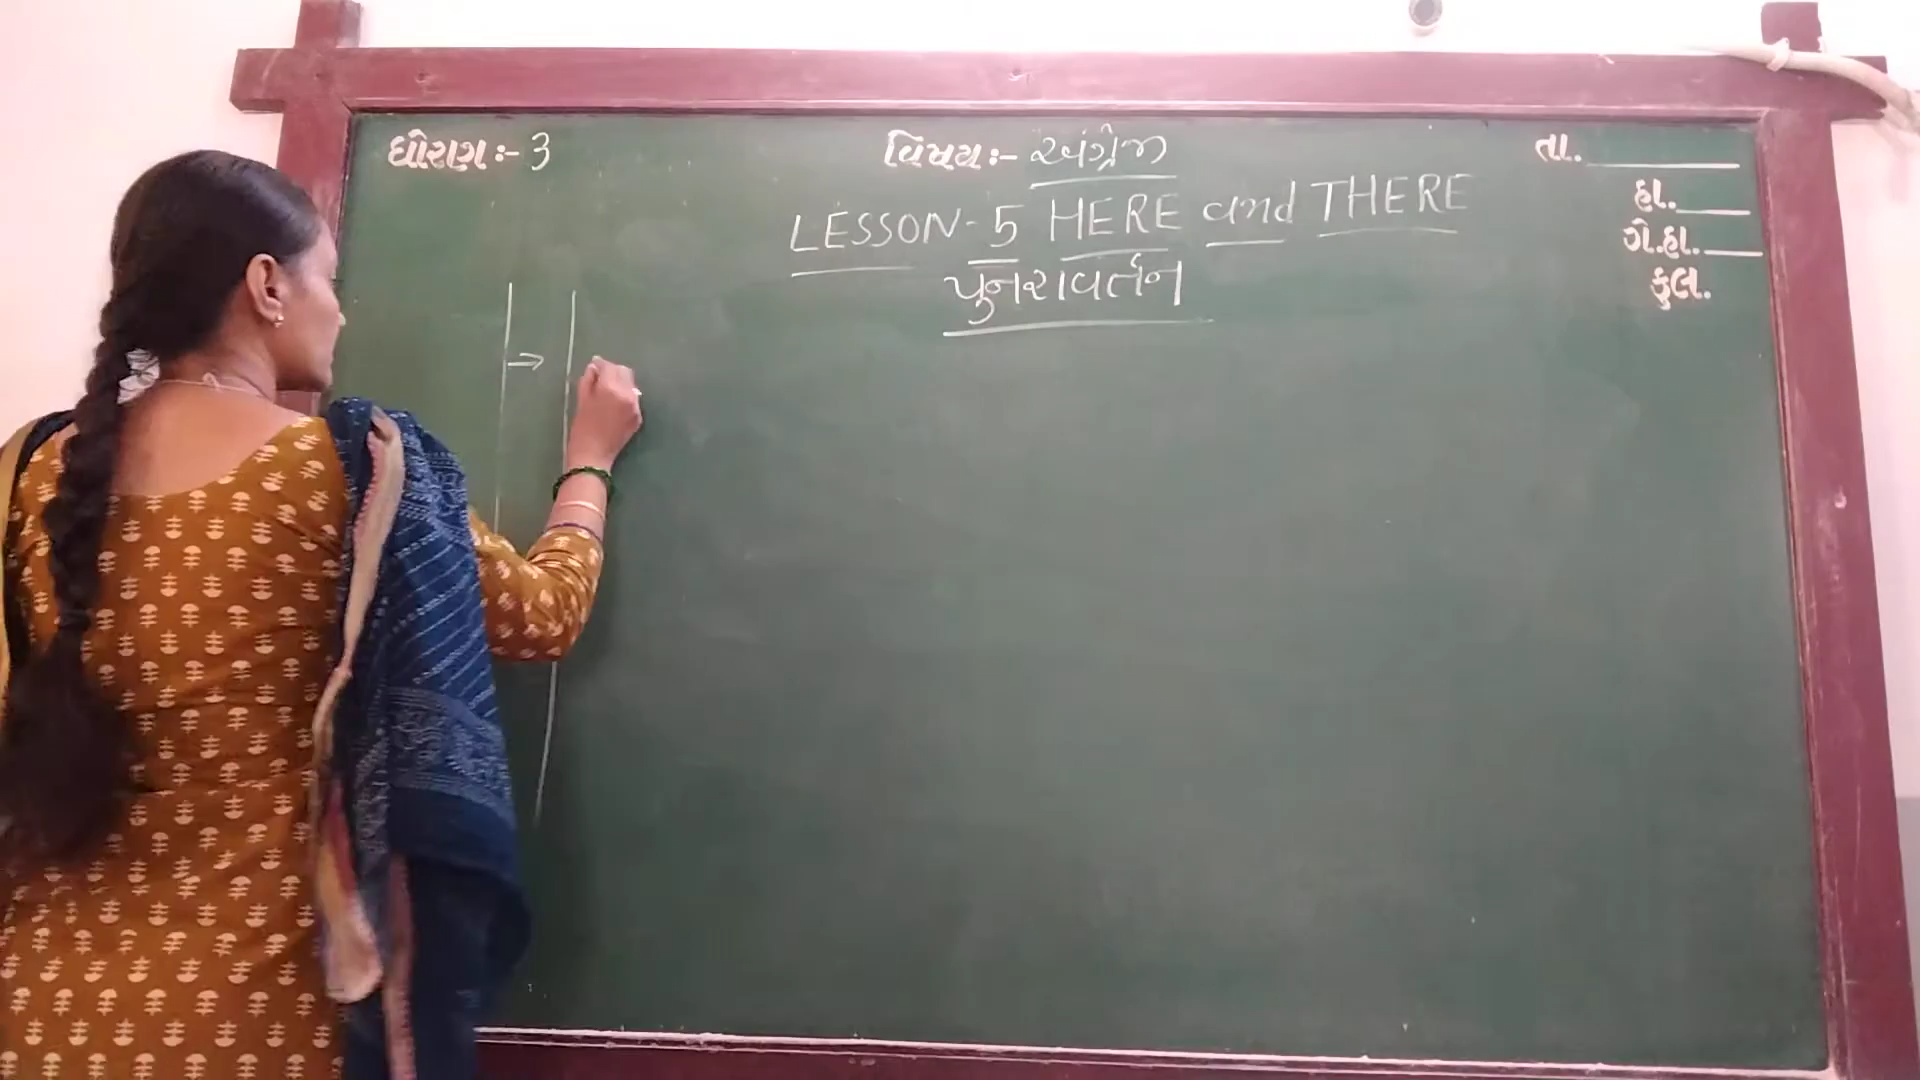 ધોરણ:- 3
વિષય:- અંગ્રેજી
તા.
LESSON-5 HERE and THERE
હા.
ગે.હા.
પુનરાવર્તન
કુલ.